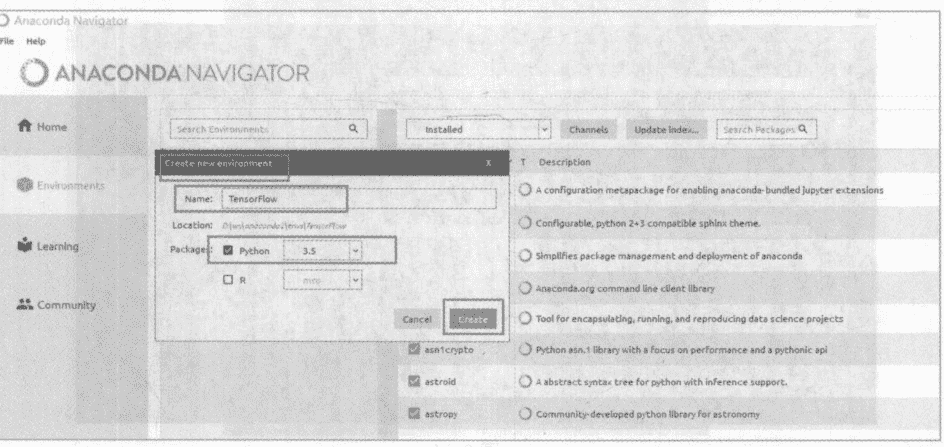 Anaconda Navigator
File Help
ANACONDA NAVIGATOR
Home
Environments
Learning
Community
Search Environments
Installed Channels Update index... Search Packages
Create new environment X
Name: TensorFlow
Location:
Packages: Python 3.5
R mro
Cancel Create
T Description
A configuration metapackage for enabling anaconda-bundled jupyter extensions
Configurable, python 2+3 compatible sphinx theme.
Simplifies package management and deployment of anaconda
Anaconda.org command line client library
Tool for encapsulating, running, and reproducing data science projects
asn1crypto Python asn.1 library with a focus on performance and a pythonic api
astroid A abstract syntax tree for python with inference support.
astropy Community-developed python library for astronomy